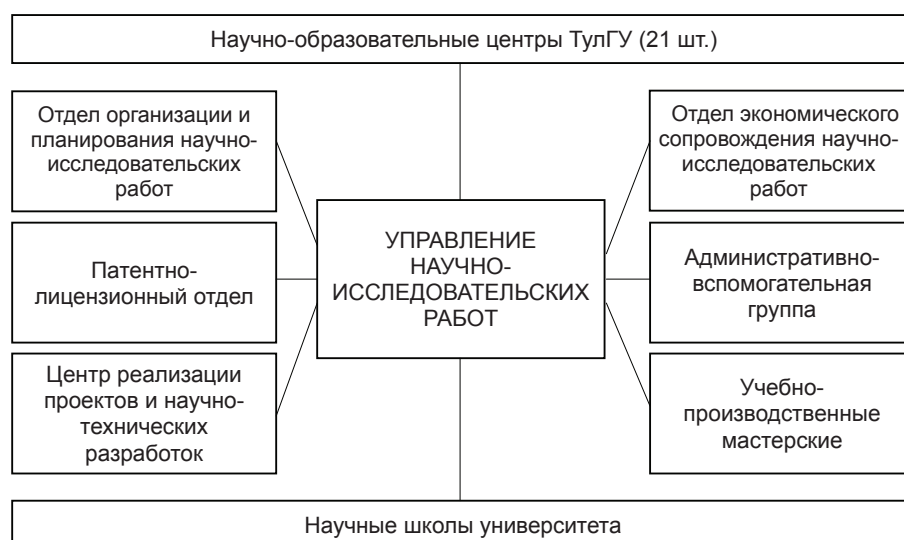 Научно-образовательные центры ТулГУ (21 шт.)
Отдел организации и
планирования научно-
исследовательских
работ
Отдел экономического
сопровождения научно-
исследовательских
работ
УПРАВЛЕНИЕ
НАУЧНО-
ИССЛЕДОВАТЕЛЬСКИХ
РАБОТ
Патентно-
лицензионный отдел
Административно-
вспомогательная
группа
Центр реализации
проектов и научно-
технических
разработок
Учебно-
производственные
мастерские
Научные школы университета